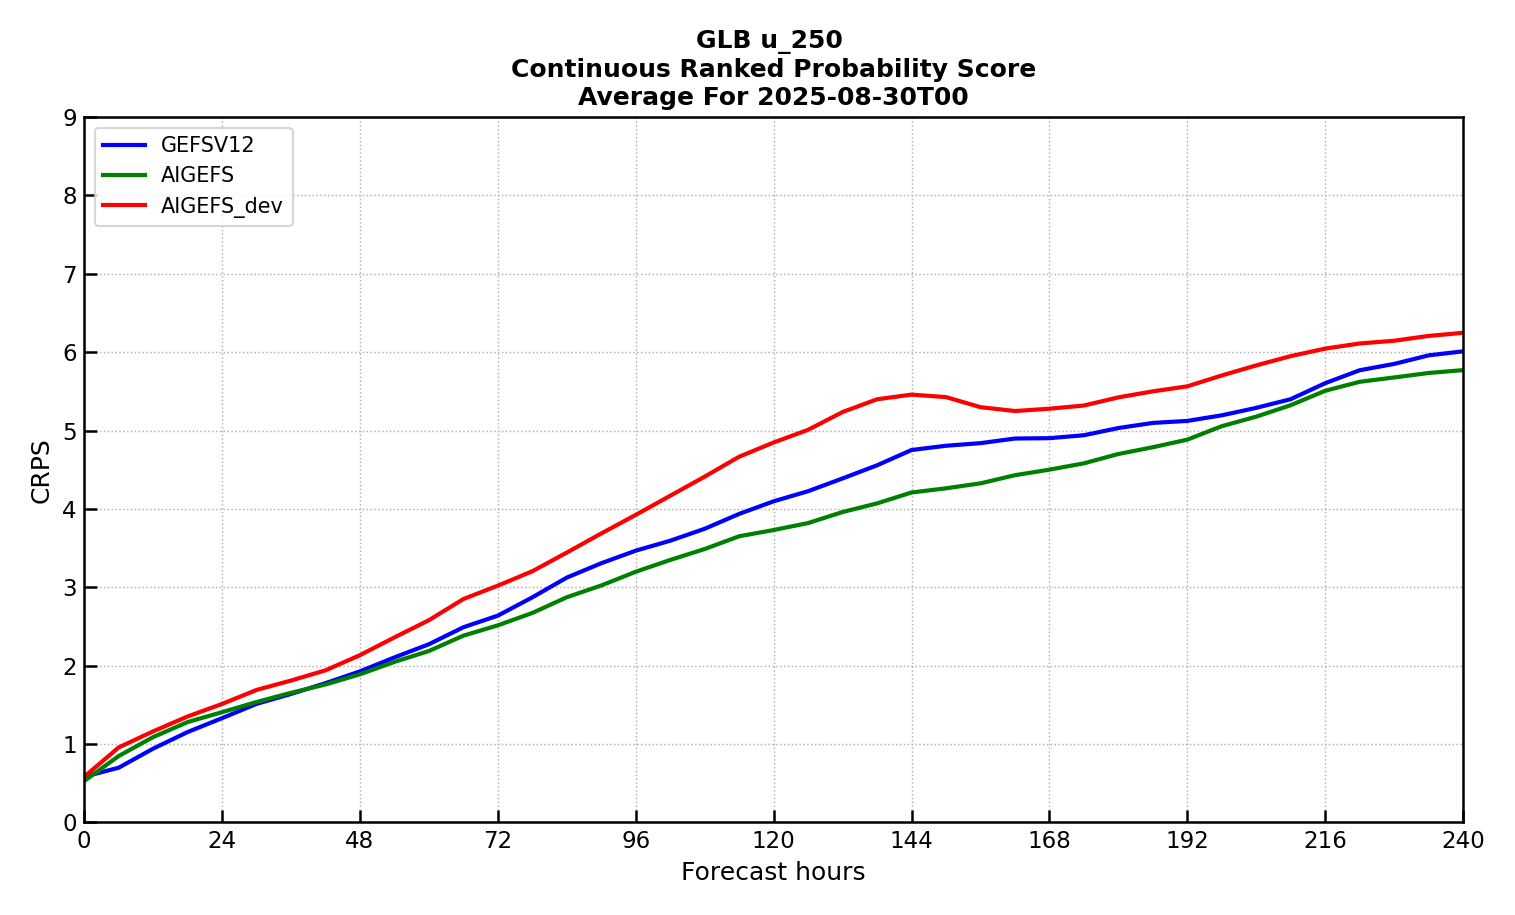 GLB u_250
Continuous Ranked Probability Score
Average For 2025-08-30T00
GEFSV12
AIGEFS
AIGEFS_dev
CRPS
9
8
7
6
5
4
3
2
1
0
0 24 48 72 96 120 144 168 192 216 240
Forecast hours